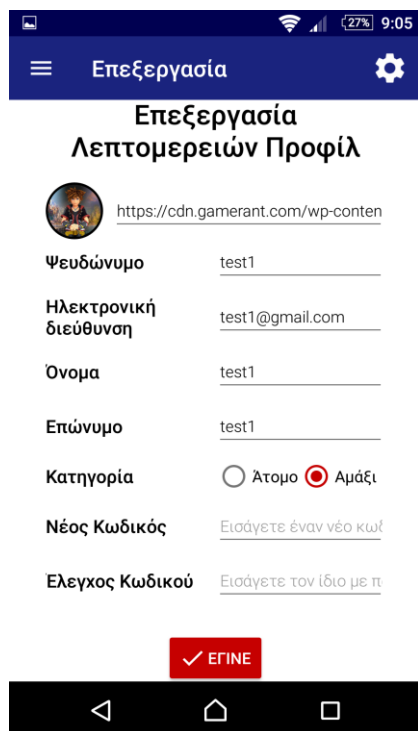 27% 9:05
Επεξεργασία
Επεξεργασία
Λεπτομερειών Προφίλ
https://cdn.gamerant.com/wp-conten
Ψευδώνυμο test1
Ηλεκτρονική
διεύθυνση test1@gmail.com
Όνομα test1
Επώνυμο test1
Κατηγορία Άτομο Αμάξι
Νέος Κωδικός Εισάγετε έναν νέο κωδ
Έλεγχος Κωδικού Εισάγετε τον ίδιο με π
ΕΓΙΝΕ